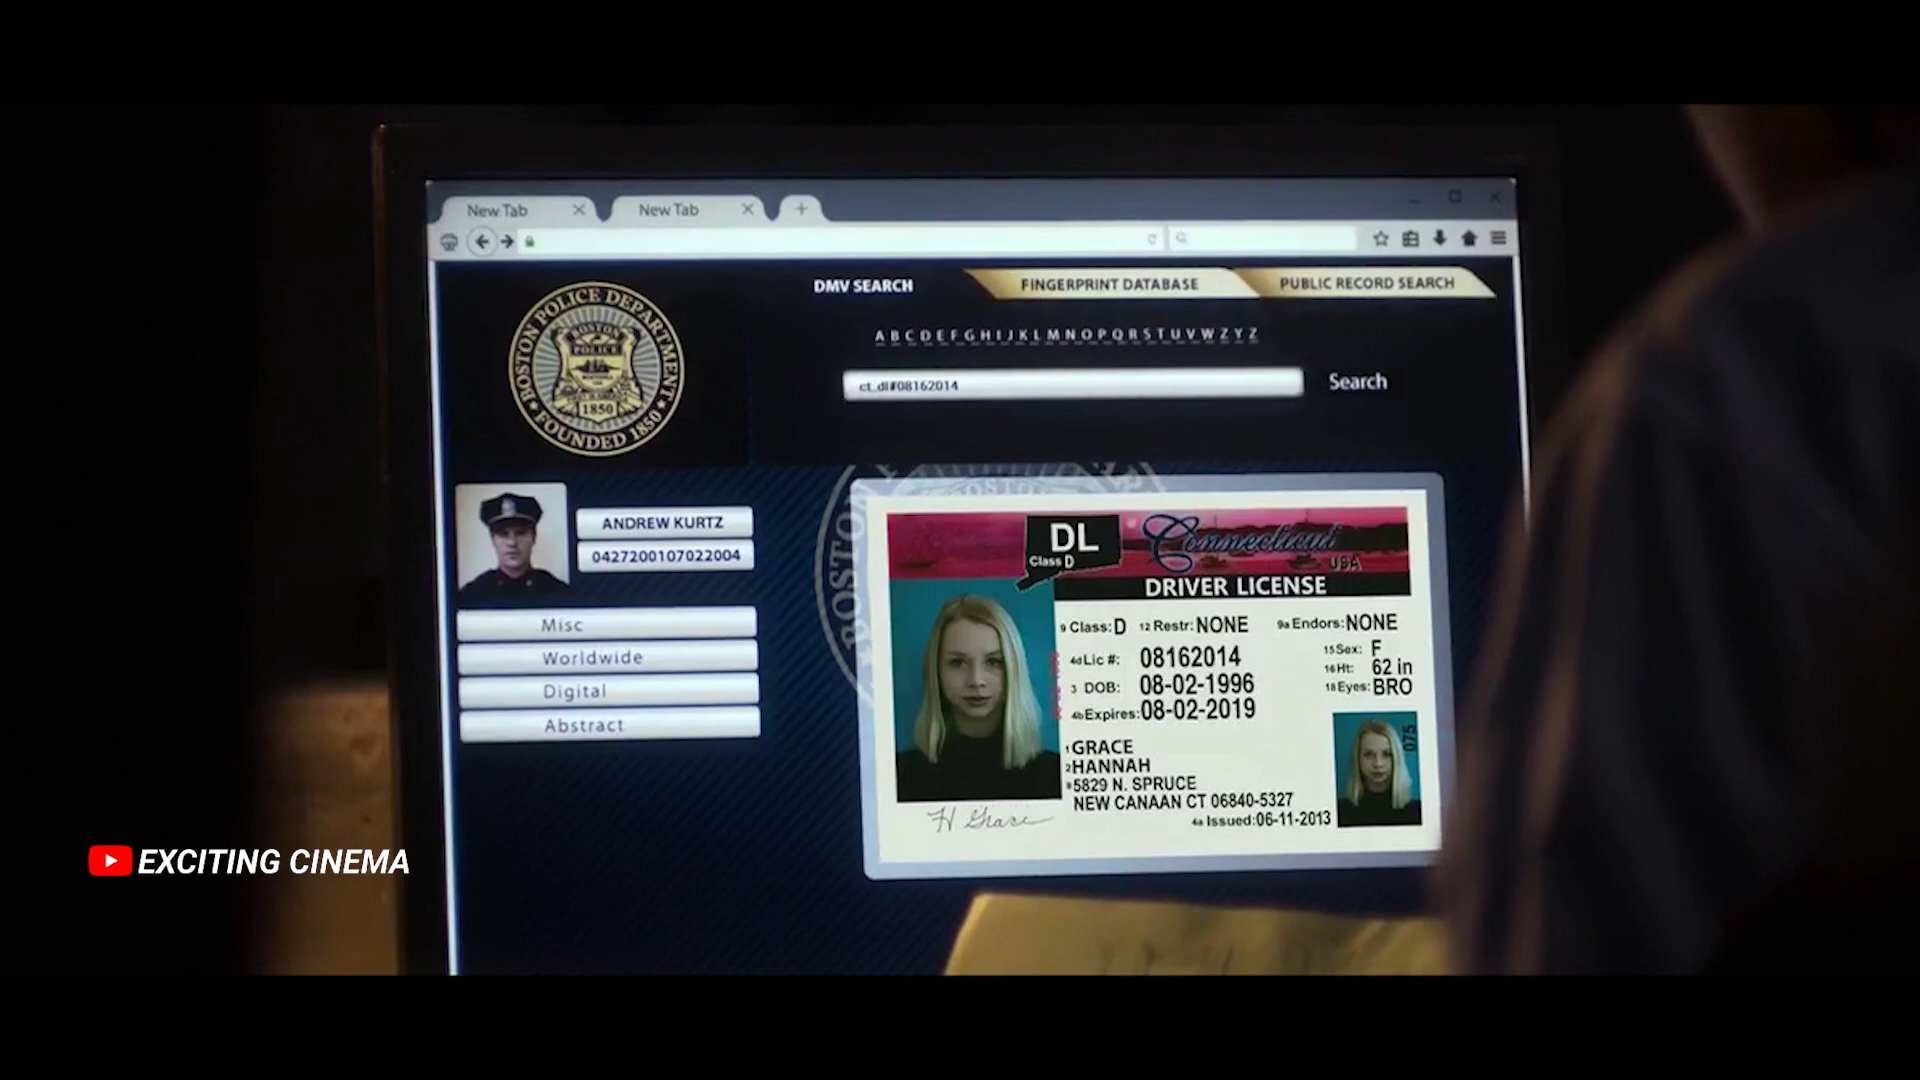 New Tab
New Tab
DMV SEARCH
FINGERPRINT DATABASE
PUBLIC RECORD SEARCH
A B C D E F G H I J K L M N O P Q R S T U V W Z Y Z
ct_dl#08162014
Search
BOSTON POLICE DEPARTMENT
BOSTON
POLICE
1850
FOUNDED 1850
ANDREW KURTZ
0427200107022004
Misc
Worldwide
Digital
Abstract
BOSTON
DL
Class D
Connecticut
USA
DRIVER LICENSE
9 Class: D 12 Restr: NONE 9a Endors: NONE
4d Lic #: 08162014
15 Sex: F
3 DOB: 08-02-1996
16 Ht: 62 in
4b Expires: 08-02-2019
18 Eyes: BRO
1 GRACE
2 HANNAH
8 5829 N. SPRUCE
NEW CANAAN CT 06840-5327
4a Issued: 06-11-2013
075
H. Grace
EXCITING CINEMA